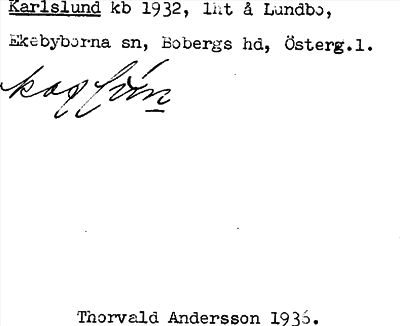 Karlslund kb 1932, lht å Lundbo,
Ekebyborna sn, Bobergs hd, Österg.l.
Thorvald Andersson 1936.